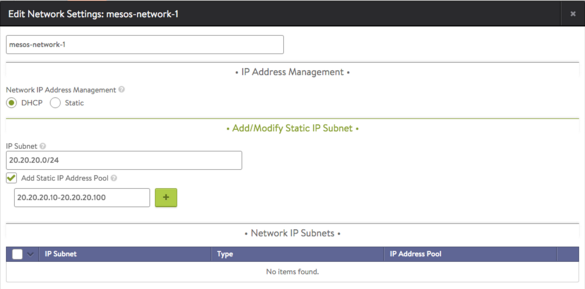 Edit Network Settings: mesos-network-1
mesos-network-1
• IP Address Management •
Network IP Address Management
DHCP Static
• Add/Modify Static IP Subnet •
IP Subnet
20.20.20.0/24
Add Static IP Address Pool
20.20.20.10-20.20.20.100
• Network IP Subnets •
IP Subnet Type IP Address Pool
No items found.